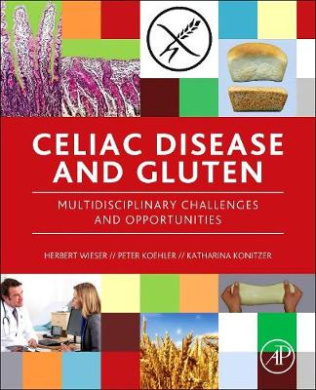 CELIAC DISEASE
AND GLUTEN
MULTIDISCIPLINARY CHALLENGES
AND OPPORTUNITIES
HERBERT WIESER // PETER KOEHLER // KATHARINA KONITZER
AP